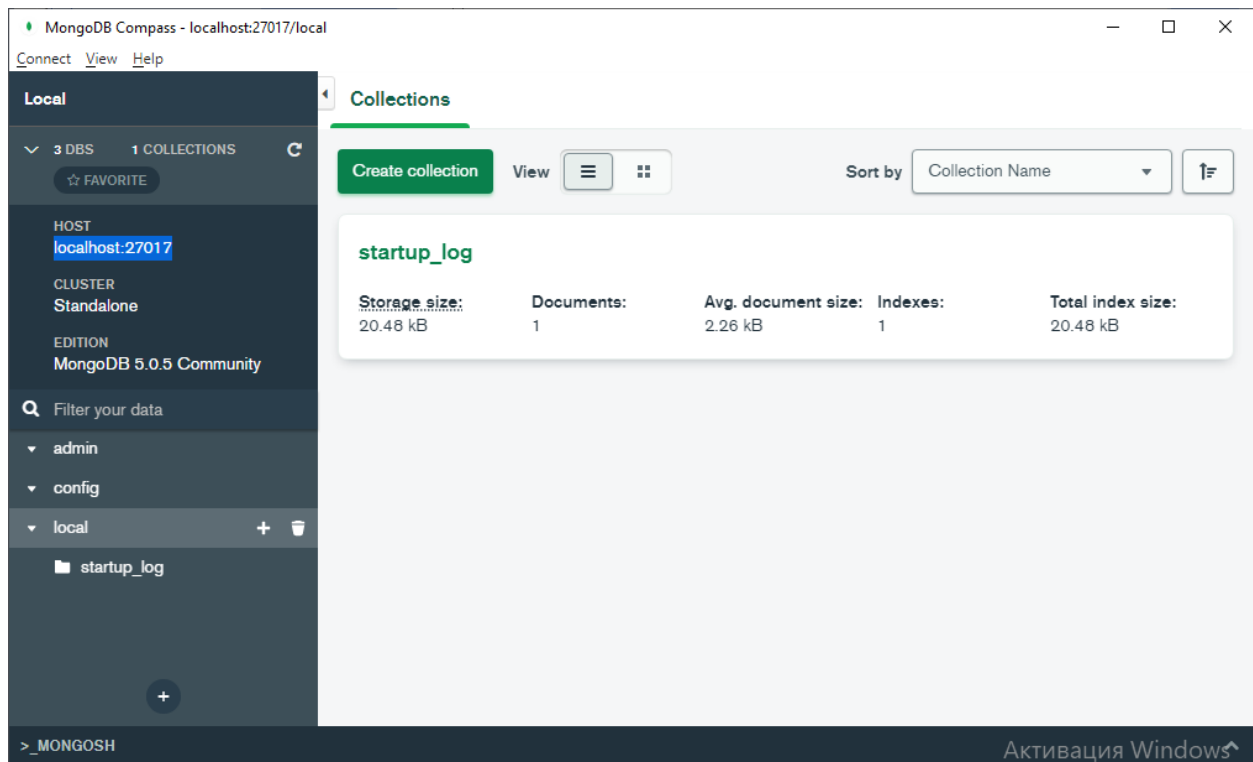 MongoDB Compass - localhost:27017/local
Connect View Help
Local
3 DBS 1 COLLECTIONS
FAVORITE
HOST
localhost:27017
CLUSTER
Standalone
EDITION
MongoDB 5.0.5 Community
Filter your data
admin
config
local
startup_log
>_MONGOSH
Collections
Create collection View Sort by Collection Name
startup_log
Storage size: Documents: Avg. document size: Indexes: Total index size:
20.48 kB 1 2.26 kB 1 20.48 kB
Активация Windows